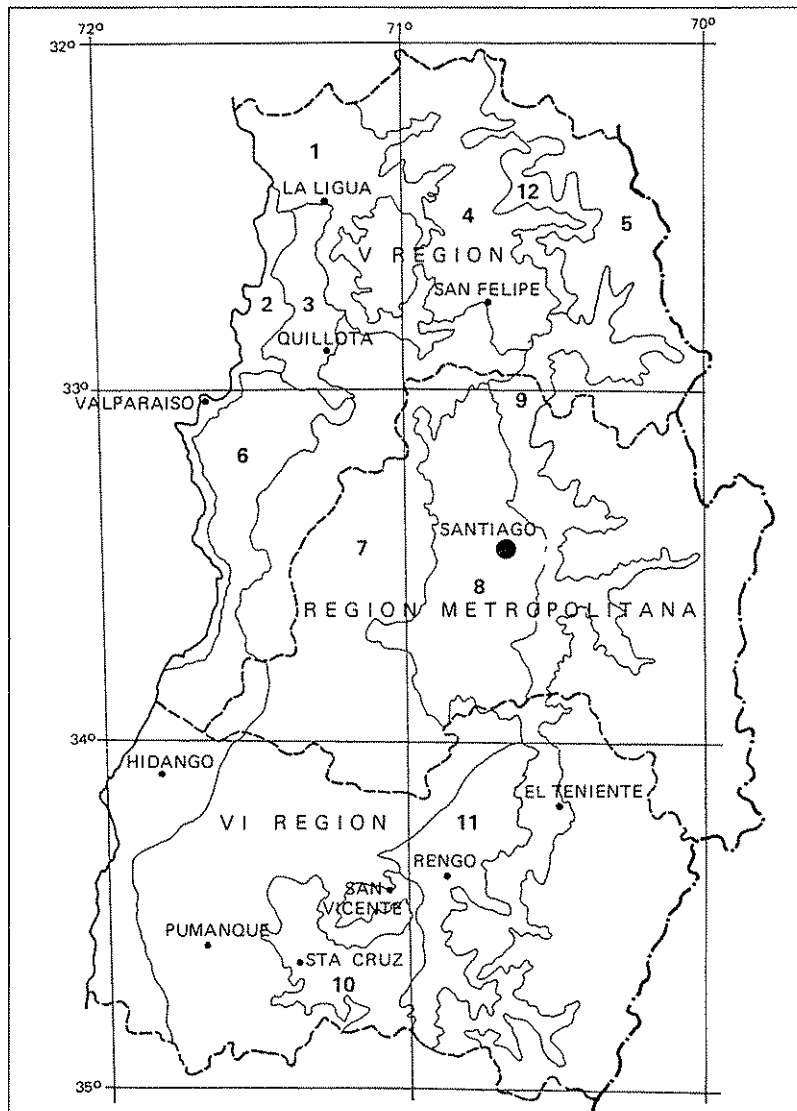 72º 71º 70º
32º
1
LA LIGUA
12
4
5
V REGION
2 3
SAN FELIPE
QUILLOTA
33º
9
VALPARAISO
6
SANTIAGO
7
8
REGION METROPOLITANA
34º
HIDANGO
EL TENIENTE
VI REGION
11
RENGO
SAN
VICENTE
PUMANQUE
STA CRUZ
10
35º